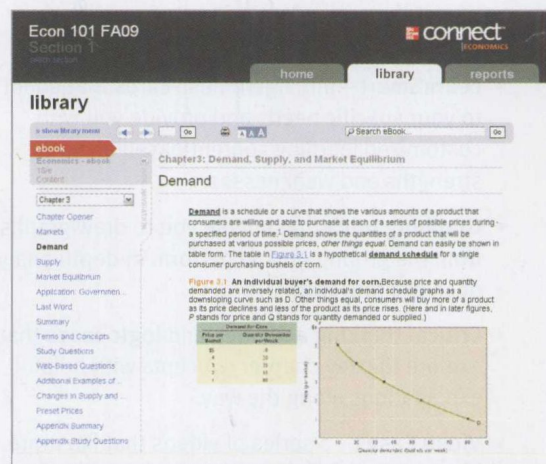 Econ 101 FA09
Section 1
connect
ECONOMICS
home
library
reports
library
Go
A A A
Search eBook...
Go
ebook
Chapter 3
Chapter Opener
Markets
Demand
Supply
Market Equilibrium
Application: Governmen...
Last Word
Summary
Terms and Concepts
Study Questions
Web-Based Questions
Additional Examples of ...
Changes in Supply and ...
Preset Prices
Appendix Summary
Appendix Study Questions
Chapter3: Demand, Supply, and Market Equilibrium
Demand
Demand is a schedule or a curve that shows the various amounts of a product that
consumers are willing and able to purchase at each of a series of possible prices during
a specified period of time.1 Demand shows the quantities of a product that will be
purchased at various possible prices, other things equal. Demand can easily be shown in
table form. The table in Figure 3.1 is a hypothetical demand schedule for a single
consumer purchasing bushels of corn.
Figure 3.1 An individual buyer's demand for corn.Because price and quantity
demanded are inversely related, an individual's demand schedule graphs as a
downsloping curve such as D. Other things equal, consumers will buy more of a product
as its price declines and less of the product as its price rises. (Here and in later figures,
P stands for price and Q stands for quantity demanded or supplied.)
Demand for Corn
Price per
Bushel
Quantity Demanded
per Week
Price (per bushel)
Quantity demanded (bushels per week)
D